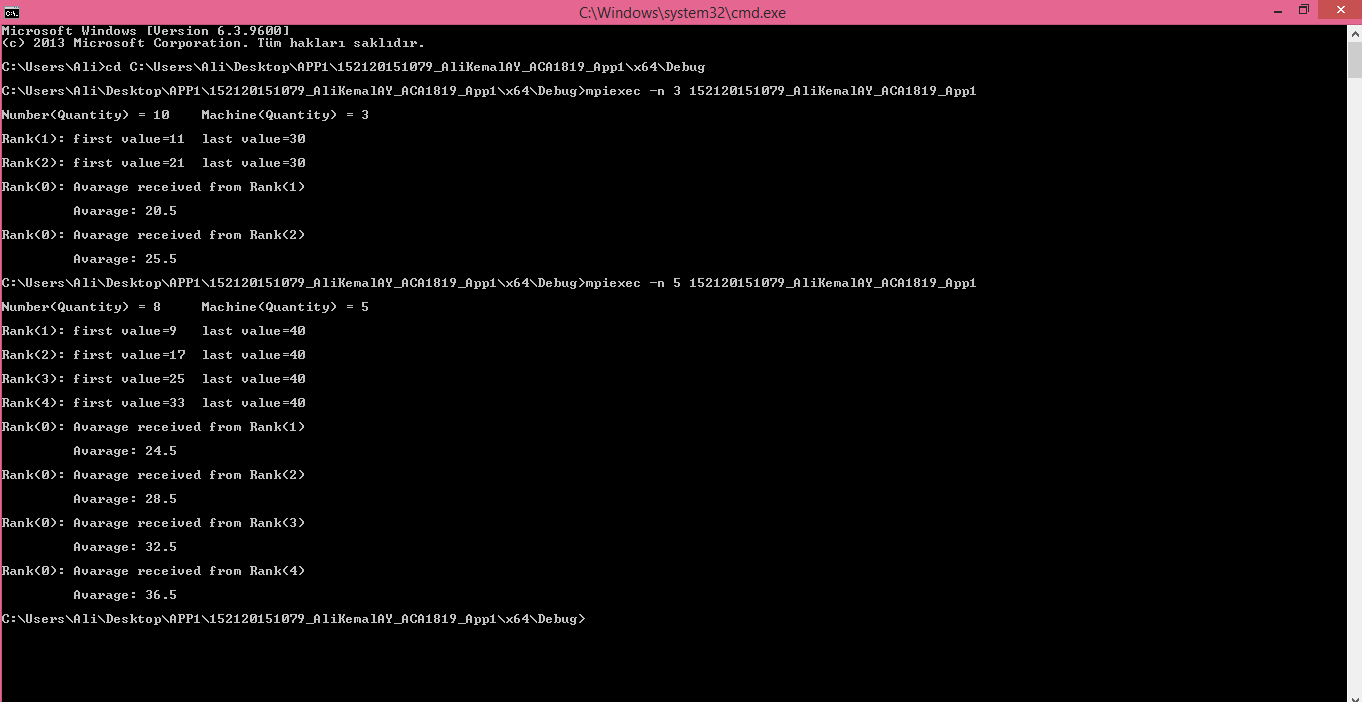 C:\Windows\system32\cmd.exe
Microsoft Windows [Version 6.3.9600]
(c) 2013 Microsoft Corporation. Tüm hakları saklıdır.
C:\Users\Ali>cd C:\Users\Ali\Desktop\APP1\152120151079_AliKemalAY_ACA1819_App1\x64\Debug
C:\Users\Ali\Desktop\APP1\152120151079_AliKemalAY_ACA1819_App1\x64\Debug>mpiexec -n 3 152120151079_AliKemalAY_ACA1819_App1
Number(Quantity) = 10    Machine(Quantity) = 3
Rank(1): first value=11  last value=30
Rank(2): first value=21  last value=30
Rank(0): Avarage received from Rank(1)
Avarage: 20.5
Rank(0): Avarage received from Rank(2)
Avarage: 25.5
C:\Users\Ali\Desktop\APP1\152120151079_AliKemalAY_ACA1819_App1\x64\Debug>mpiexec -n 5 152120151079_AliKemalAY_ACA1819_App1
Number(Quantity) = 8     Machine(Quantity) = 5
Rank(1): first value=9   last value=40
Rank(2): first value=17  last value=40
Rank(3): first value=25  last value=40
Rank(4): first value=33  last value=40
Rank(0): Avarage received from Rank(1)
Avarage: 24.5
Rank(0): Avarage received from Rank(2)
Avarage: 28.5
Rank(0): Avarage received from Rank(3)
Avarage: 32.5
Rank(0): Avarage received from Rank(4)
Avarage: 36.5
C:\Users\Ali\Desktop\APP1\152120151079_AliKemalAY_ACA1819_App1\x64\Debug>